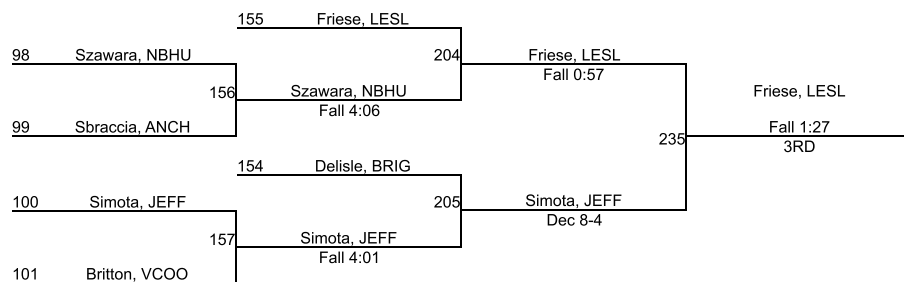 155 Friese, LESL
98 Szawara, NBHU
204
Friese, LESL
Fall 0:57
156
Szawara, NBHU
Fall 4:06
Friese, LESL
99 Sbraccia, ANCH
235
Fall 1:27
3RD
154 Delisle, BRIG
100 Simota, JEFF
205
Simota, JEFF
Dec 8-4
157
Simota, JEFF
Fall 4:01
101 Britton, VCOO